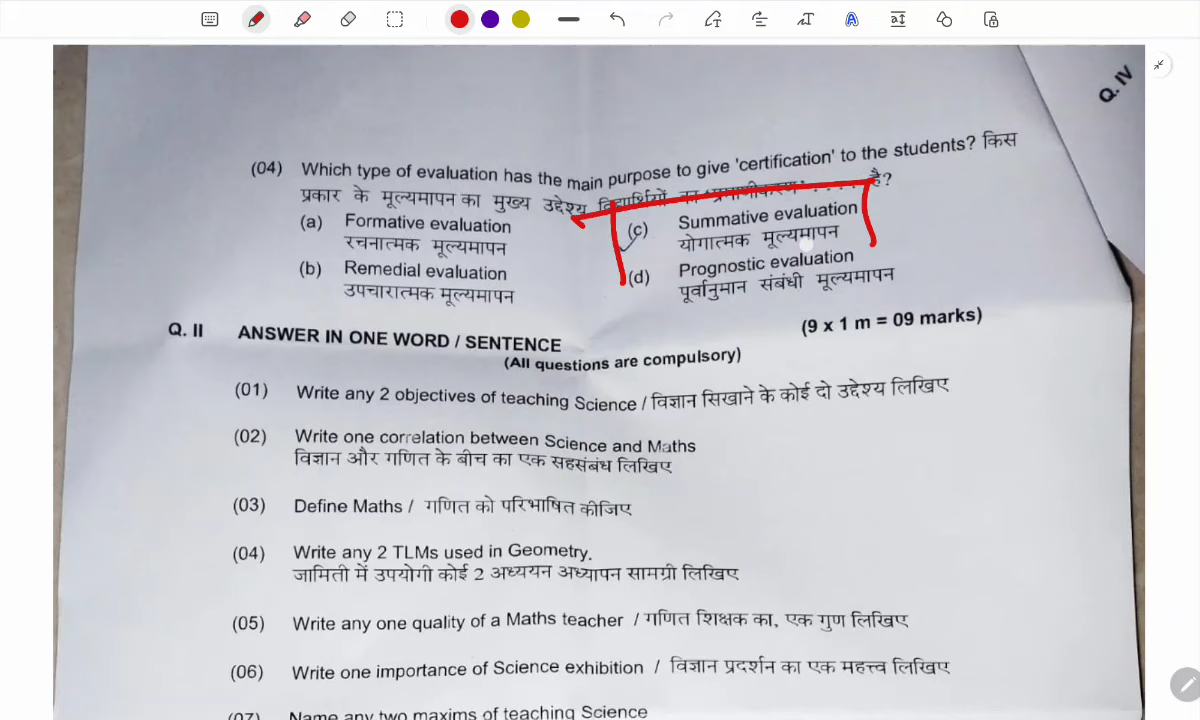 Q. IV
(04) Which type of evaluation has the main purpose to give 'certification' to the students? किस
प्रकार के मूल्यमापन का मुख्य उद्देश्य विद्यार्थियों का प्रमाणीकरण . . . . . है?
(a) Formative evaluation (c) Summative evaluation
रचनात्मक मूल्यमापन योगात्मक मूल्यमापन
(b) Remedial evaluation (d) Prognostic evaluation
उपचारात्मक मूल्यमापन पूर्वानुमान संबंधी मूल्यमापन
Q. II ANSWER IN ONE WORD / SENTENCE (9 x 1 m = 09 marks)
(All questions are compulsory)
(01) Write any 2 objectives of teaching Science / विज्ञान सिखाने के कोई दो उद्देश्य लिखिए
(02) Write one correlation between Science and Maths
विज्ञान और गणित के बीच का एक सहसंबंध लिखिए
(03) Define Maths / गणित को परिभाषित कीजिए
(04) Write any 2 TLMs used in Geometry.
जामिती में उपयोगी कोई 2 अध्ययन अध्यापन सामग्री लिखिए
(05) Write any one quality of a Maths teacher / गणित शिक्षक का, एक गुण लिखिए
(06) Write one importance of Science exhibition / विज्ञान प्रदर्शन का एक महत्त्व लिखिए
(07) Name any two maxims of teaching Science